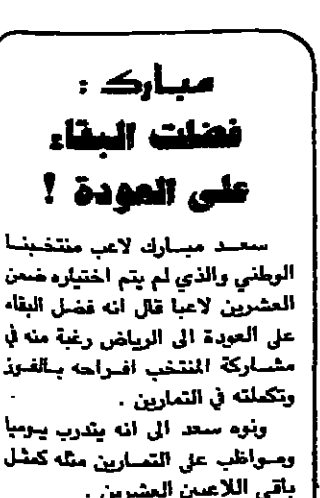 مبارك :
فضلت البقاء
على العودة !
سعد مبارك لاعب منتخبنا
الوطني والذي لم يتم اختياره ضمن
العشرين لاعبا قال انه فضل البقاء
على العودة الى الرياض رغبة منه في
مشاركة المنتخب افراحه بالفوز
وتكملته في التمارين .
ونوه سعد الى انه يتدرب يوميا
ومواظب على التمارين مثله كمثل
باقي اللاعبين العشرين .